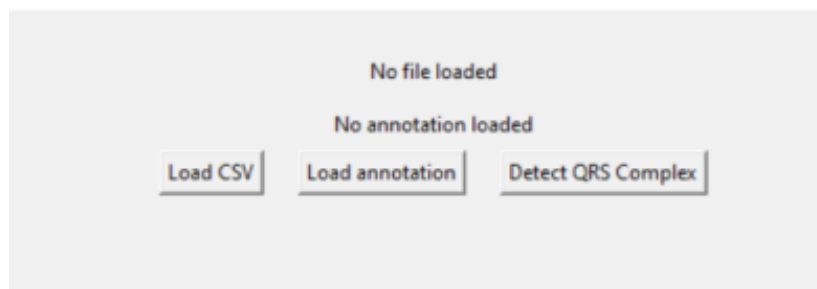 No file loaded
No annotation loaded
Load CSV Load annotation Detect QRS Complex